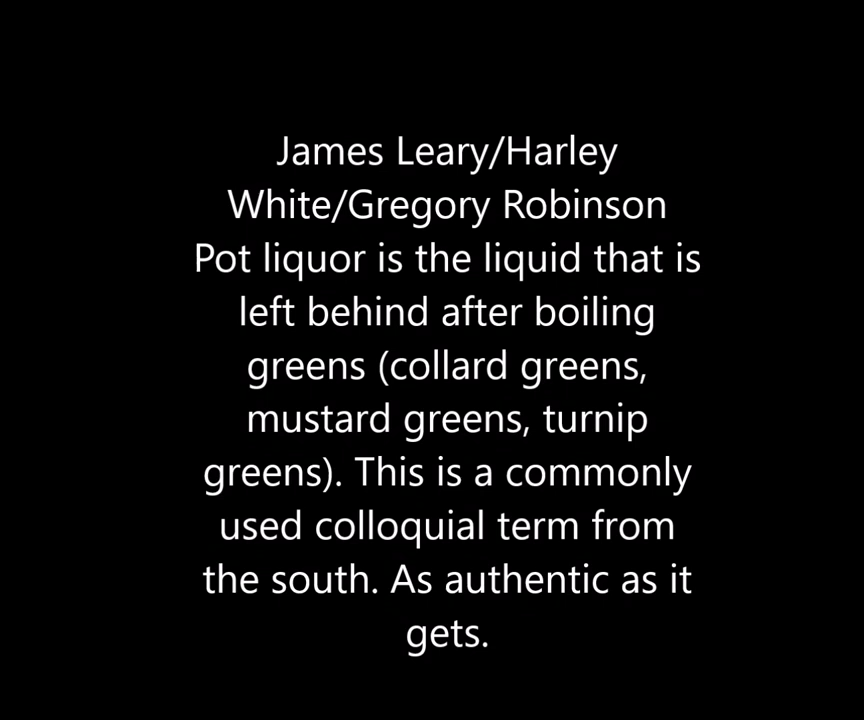 James Leary/Harley
White/Gregory Robinson
Pot liquor is the liquid that is
left behind after boiling
greens (collard greens,
mustard greens, turnip
greens). This is a commonly
used colloquial term from
the south. As authentic as it
gets.